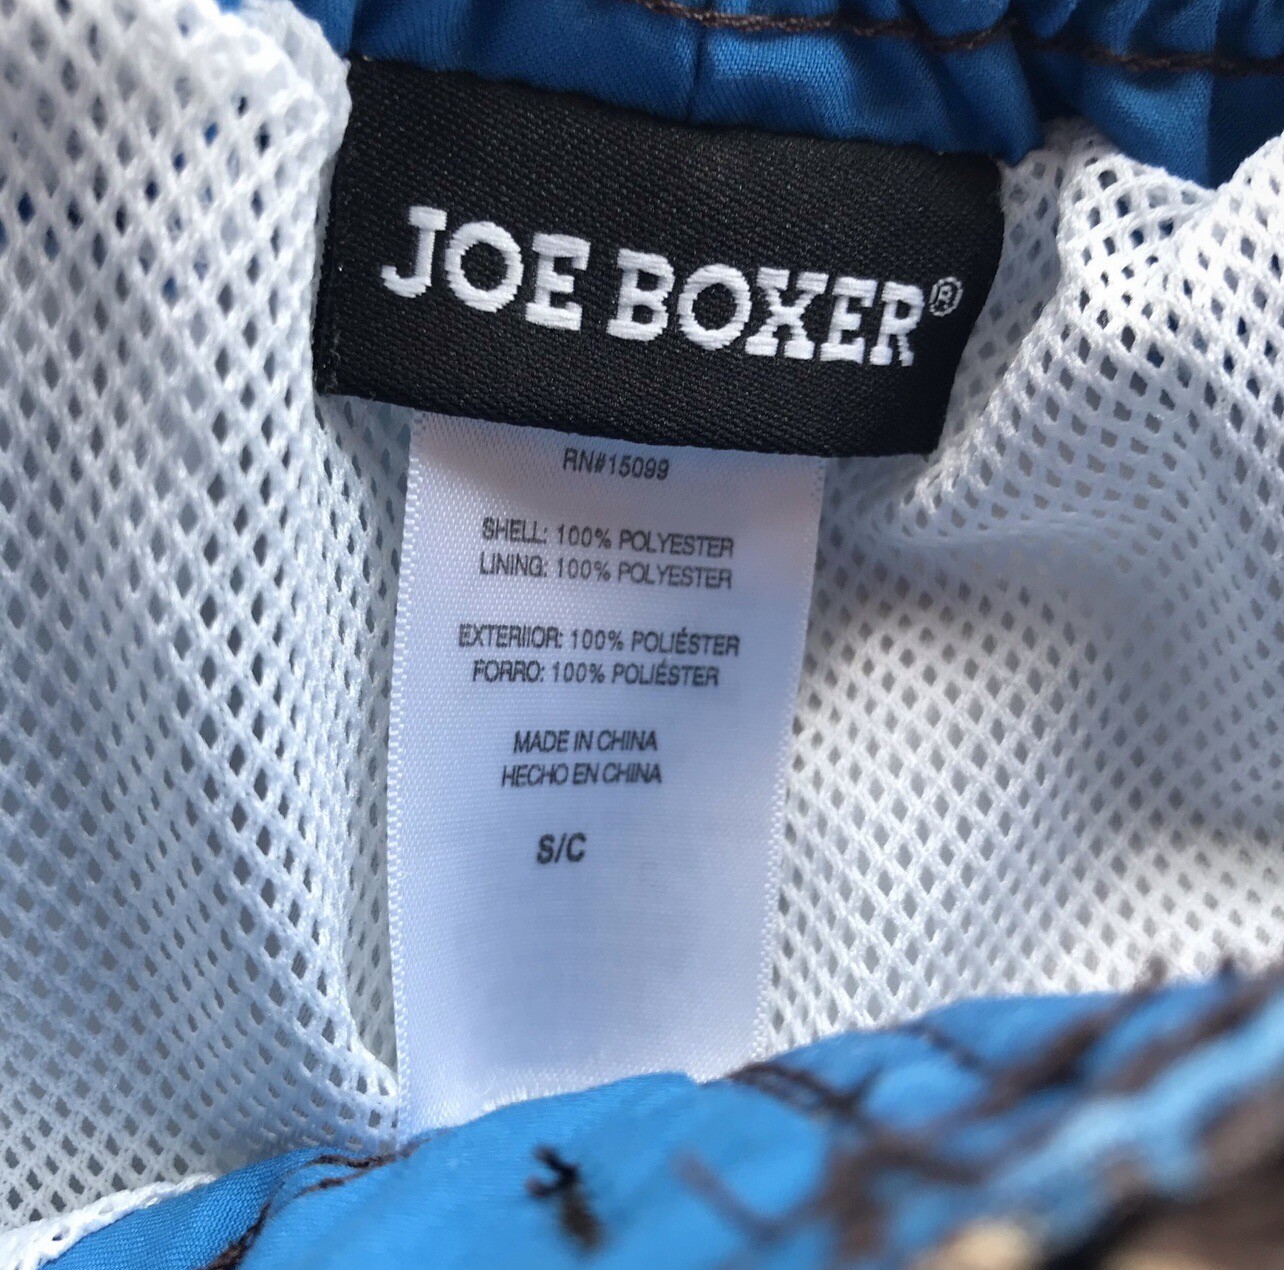 JOE BOXER®
RN#15099
SHELL: 100% POLYESTER
LINING: 100% POLYESTER
EXTERIIOR: 100% POLIÉSTER
FORRO: 100% POLIÉSTER
MADE IN CHINA
HECHO EN CHINA
S/C